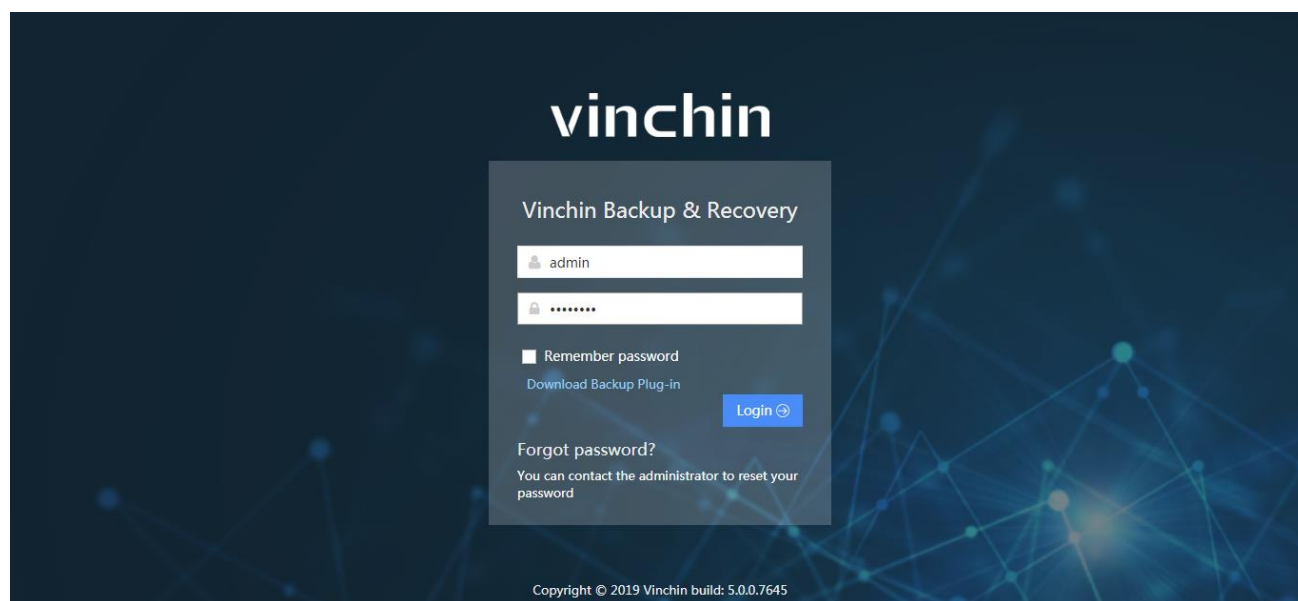 vinchin
Vinchin Backup & Recovery
admin
••••••••
Remember password
Download Backup Plug-in
Login
Forgot password?
You can contact the administrator to reset your
password
Copyright © 2019 Vinchin build: 5.0.0.7645